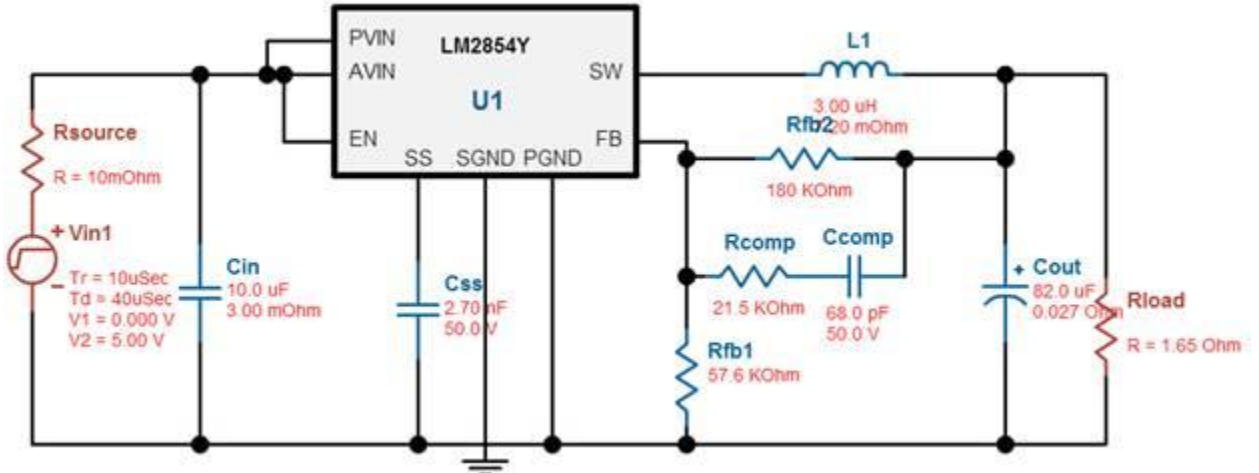 PVIN
LM2854Y
AVIN
SW
U1
EN
FB
SS SGND PGND
L1
3.00 uH
20 mOhm
Rfb2
180 KOhm
Rsource
R = 10mOhm
+ Vin1
Tr = 10uSec
Td = 40uSec
V1 = 0.000 V
V2 = 5.00 V
Cin
10.0 uF
3.00 mOhm
Css
2.70 nF
50.0 V
Rcomp
21.5 KOhm
Ccomp
68.0 pF
50.0 V
Rfb1
57.6 KOhm
+ Cout
82.0 uF
0.027 Ohm
Rload
R = 1.65 Ohm